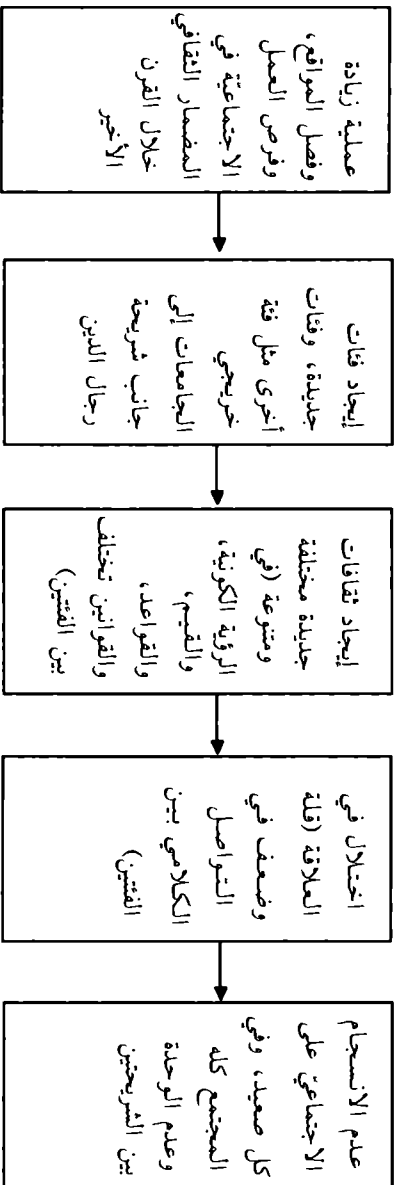 عملية زيادة
وفصل المواقع،
وفرص العمل
الاجتماعيّة في
المضمار الثقافي
خلال القرن
الأخير
إيجاد فئات
جديدة، وفئات
أخرى مثل فئة
خريجي
الجامعات إلى
جانب شريحة
رجال الدين
إيجاد ثقافات
جديدة مختلفة
ومتنوعة (في
الرؤية الكونية،
والقيم،
والقواعد،
والقوانين تختلف
بين الفئتين)
اختلال في
العلاقة (قلة
وضعف في
التواصل
الكلامي بين
الفئتين)
عدم الانسجام
الاجتماعيّ على
كل صعيد، وفي
المجتمع كله
وعدم الوحدة
بين الشريحتين